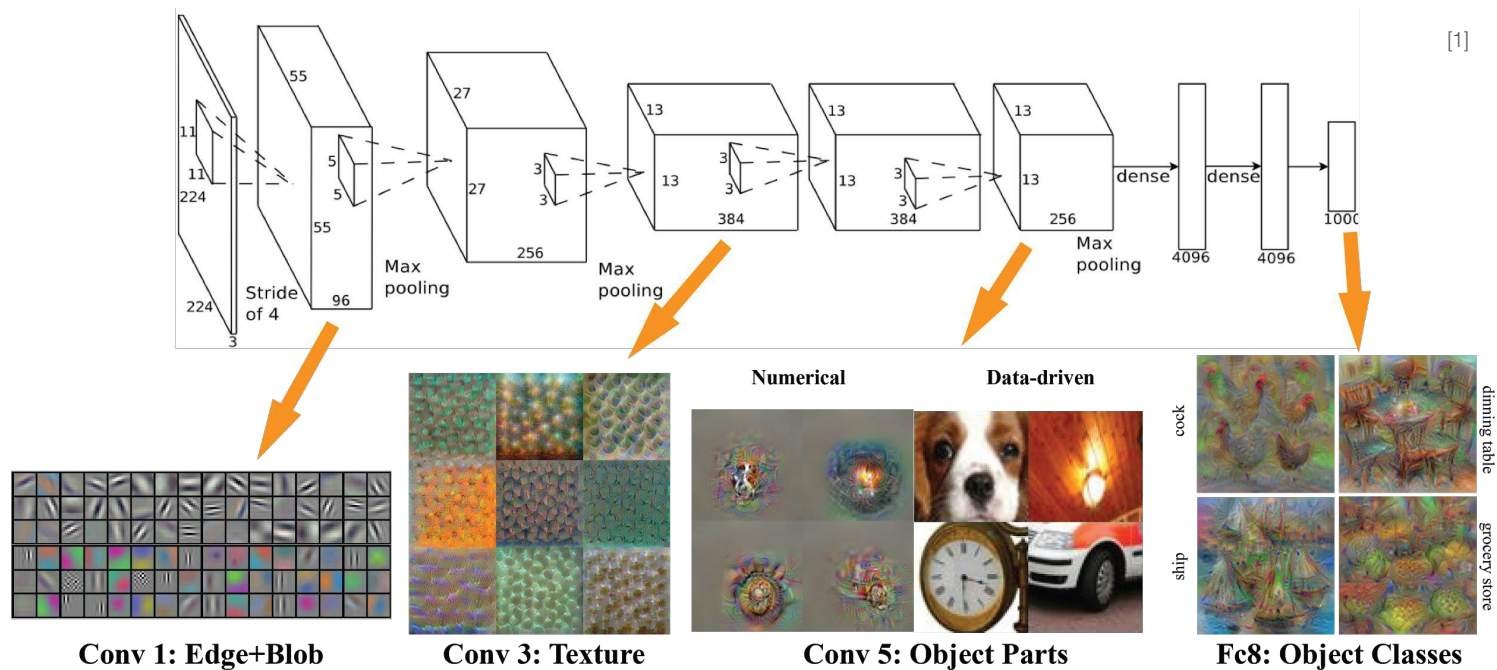 [1]
55
27
13
13
13
11
11
224
5
5
55
3
3
27
3
3
13
3
3
13
13
dense
dense
224
Stride
of 4
3
96
Max
pooling
256
Max
pooling
384
384
256
Max
pooling
4096
4096
1000
Numerical
Data-driven
cock
dinning table
ship
grocery store
Conv 1: Edge+Blob
Conv 3: Texture
Conv 5: Object Parts
Fc8: Object Classes